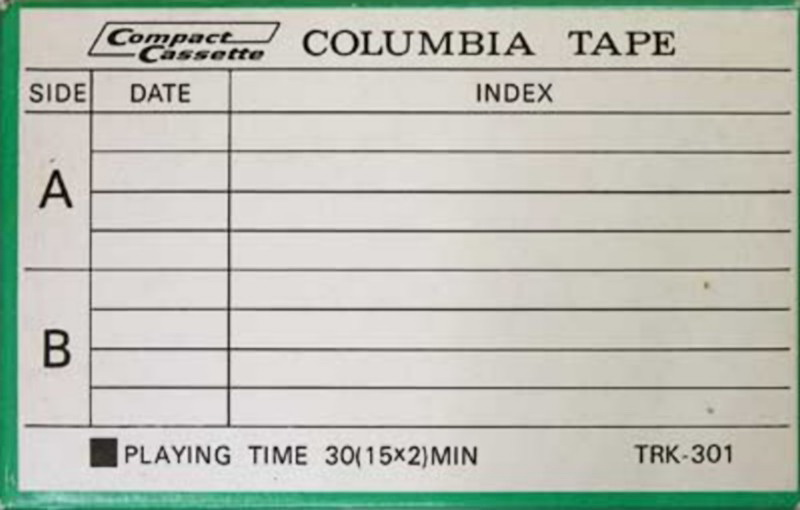 Compact Cassette COLUMBIA TAPE
SIDE DATE INDEX
A
B
PLAYING TIME 30(15×2)MIN TRK-301